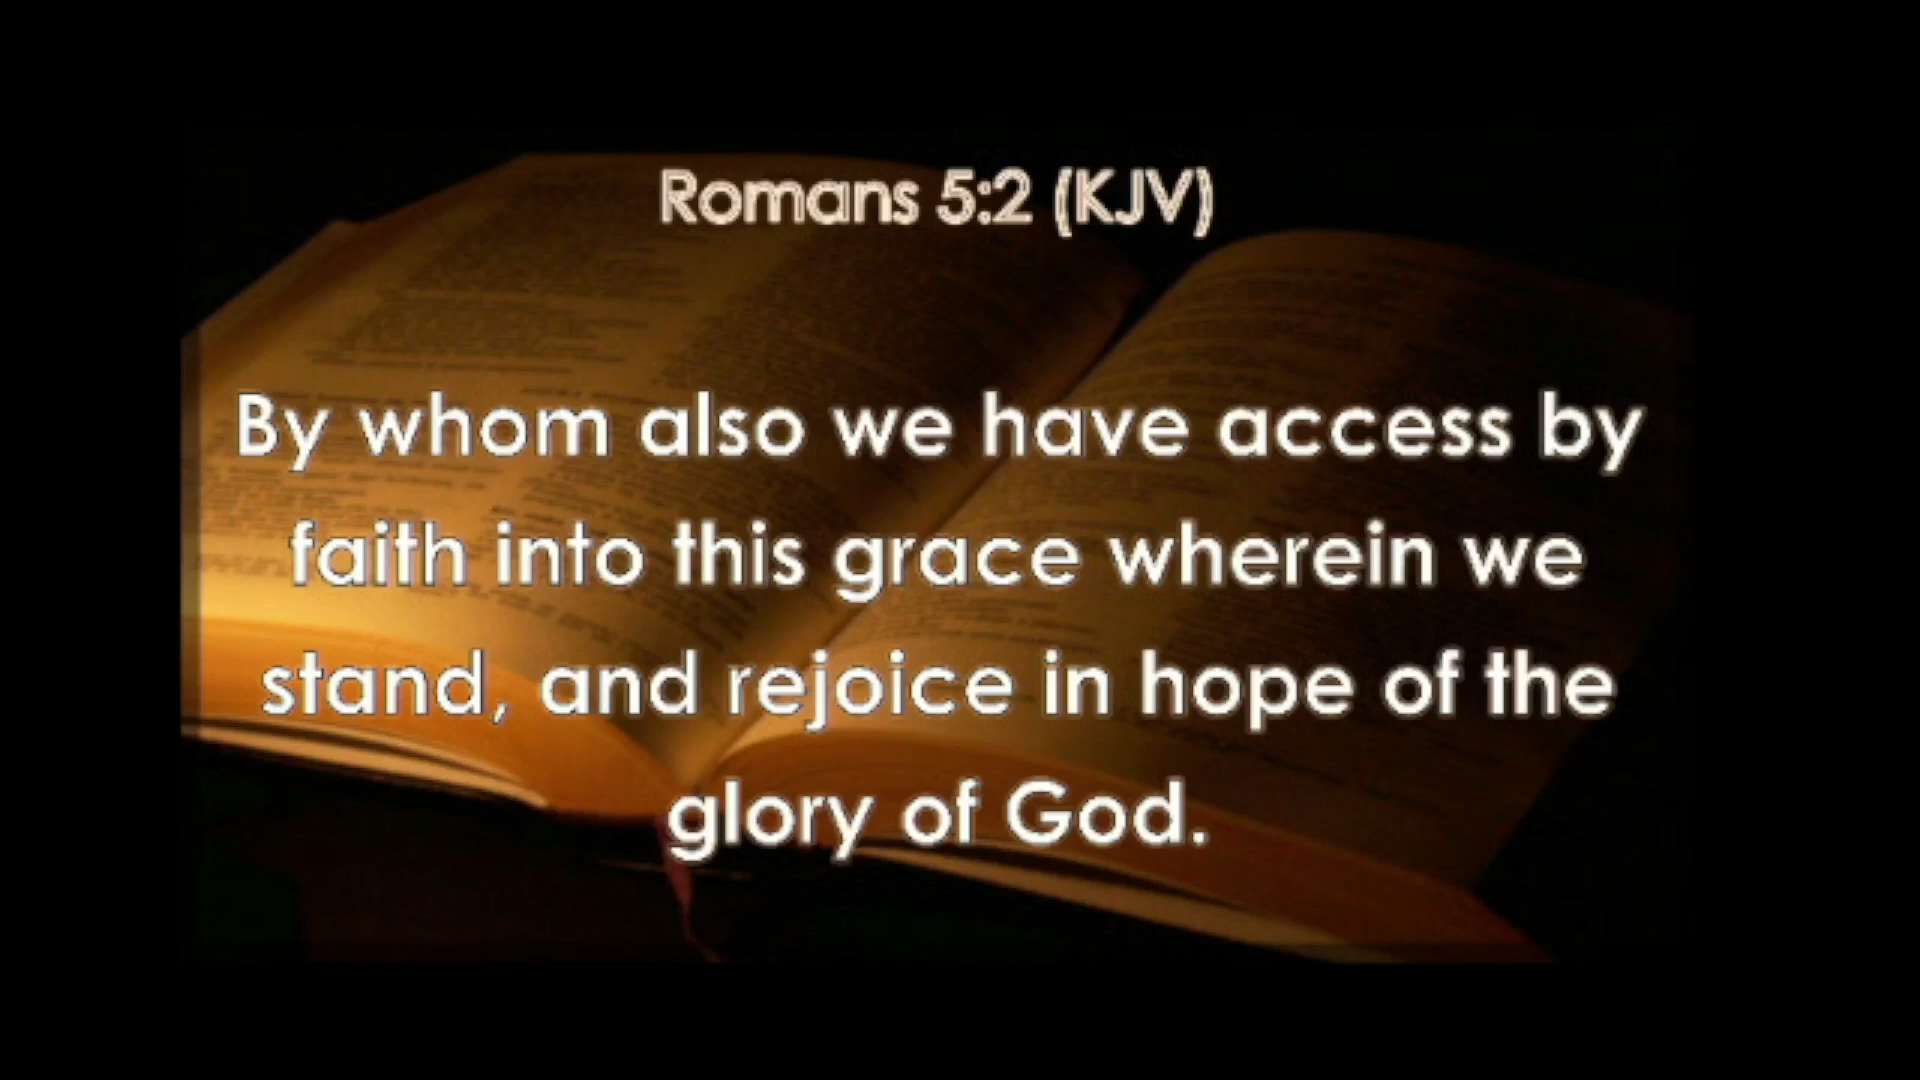 Romans 5:2 (KJV)
By whom also we have access by
faith into this grace wherein we
stand, and rejoice in hope of the
glory of God.